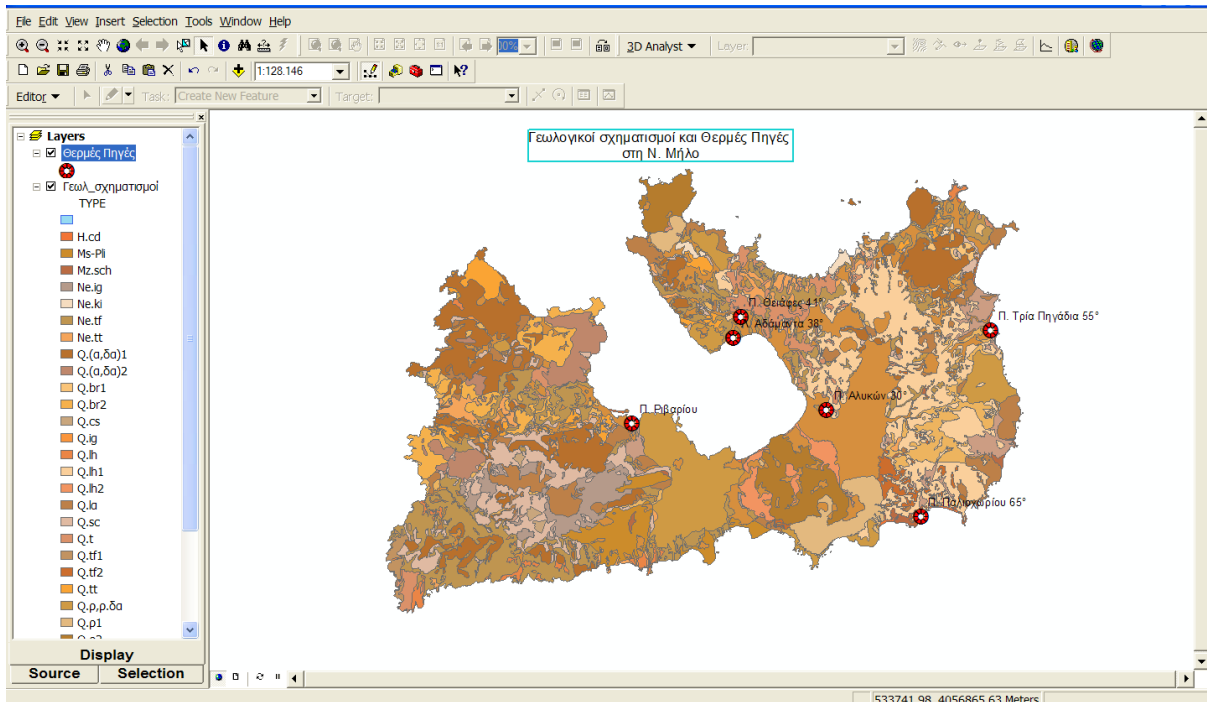 File Edit View Insert Selection Tools Window Help
3D Analyst Layer:
1:128.146
Editor Task: Create New Feature Target:
Layers
Θερμές Πηγές
Γεωλ_σχηματισμοί
TYPE
H.cd
Ms-Pli
Mz.sch
Ne.ig
Ne.ki
Ne.tf
Ne.tt
Q.(α,δα)1
Q.(α,δα)2
Q.br1
Q.br2
Q.cs
Q.ig
Q.lh
Q.lh1
Q.lh2
Q.la
Q.sc
Q.t
Q.tf1
Q.tf2
Q.tt
Q.ρ,ρ.δα
Q.ρ1
Display
Source Selection
Γεωλογικοί σχηματισμοί και Θερμές Πηγές
στη Ν. Μήλο
Π. Θειάφες 41°
Αδάμαντα 38°
Π. Τρία Πηγάδια 55°
Π. Αλυκών 30°
Π. Ριβαρίου
Π. Παλιοχωρίου 65°
533741,98 4056865,63 Meters